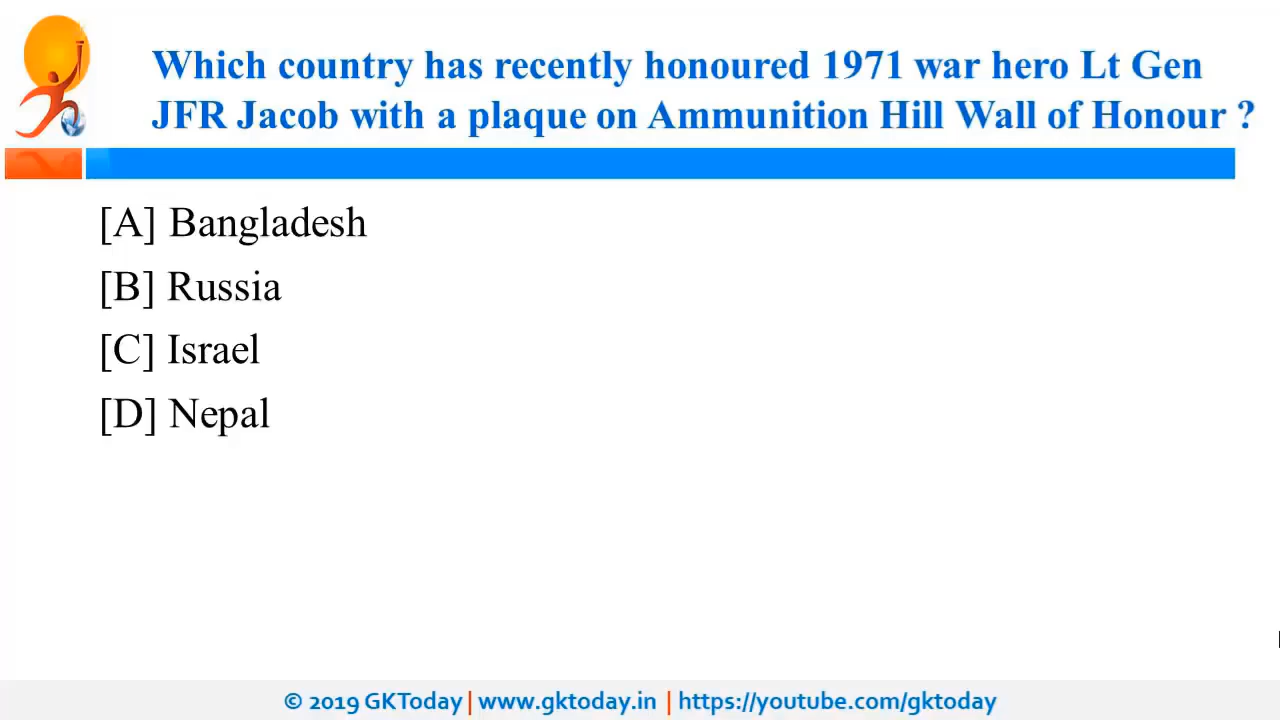 Which country has recently honoured 1971 war hero Lt Gen
JFR Jacob with a plaque on Ammunition Hill Wall of Honour ?
[A] Bangladesh
[B] Russia
[C] Israel
[D] Nepal
© 2019 GKToday | www.gktoday.in | https://youtube.com/gktoday